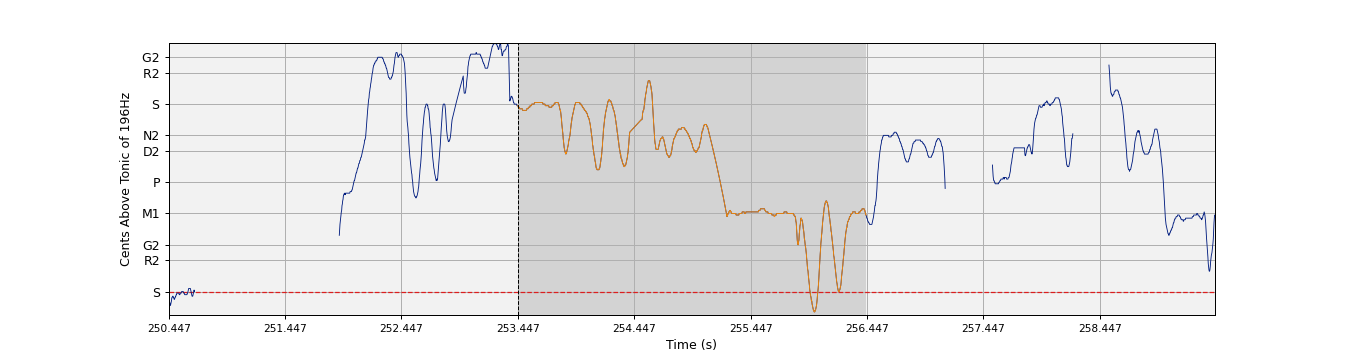 Cents Above Tonic of 196Hz
G2
R2
S
N2
D2
P
M1
G2
R2
S
250.447 251.447 252.447 253.447 254.447 255.447 256.447 257.447 258.447
Time (s)